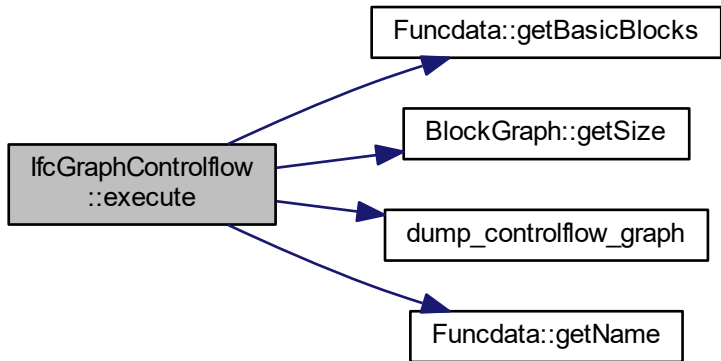 IfcGraphControlflow
::execute
Funcdata::getBasicBlocks
BlockGraph::getSize
dump_controlflow_graph
Funcdata::getName